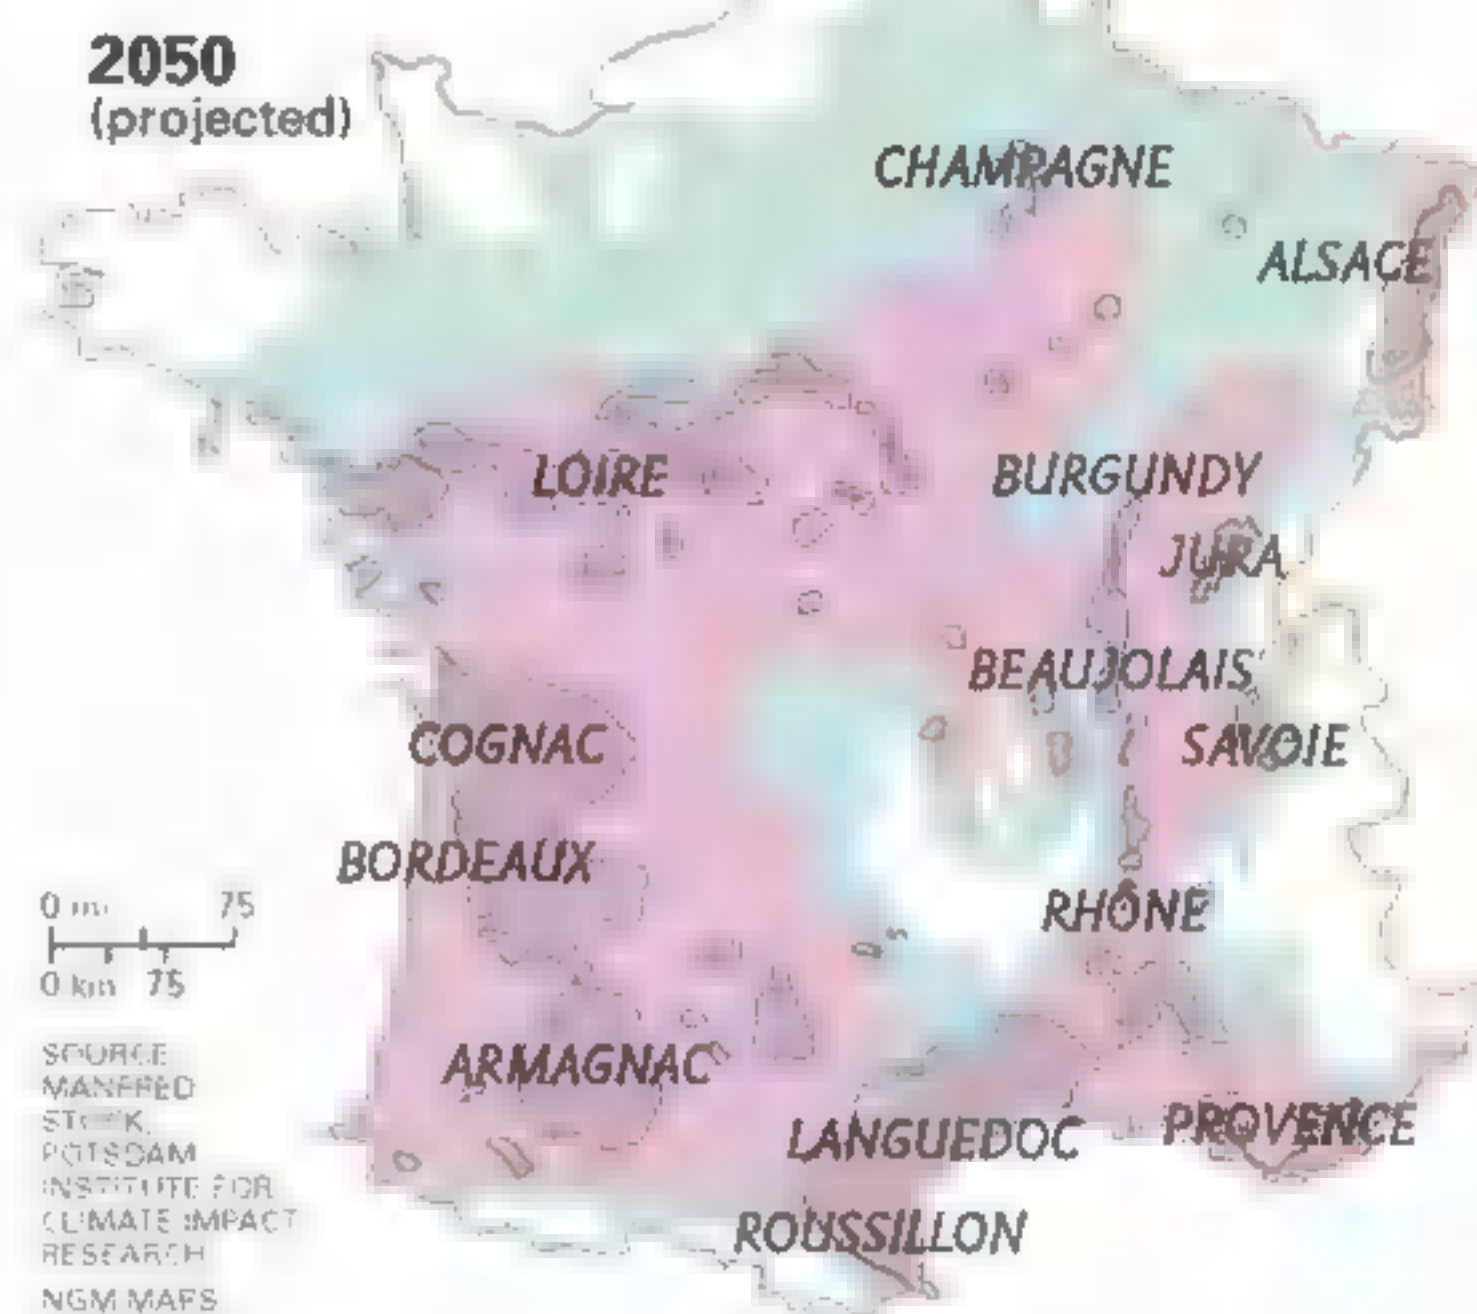 2050
(projected)
CHAMPAGNE
ALSACE
LOIRE
BURGUNDY
JURA
BEAUJOLAIS
COGNAC
SAVOIE
BORDEAUX
0 mi 75
RHÔNE
0 km 75
ARMAGNAC
SOURCE
MANFRED
LANGUEDOC
PROVENCE
POTSDAM
INSTITUTE FOR
CLIMATE IMPACT
ROUSSILLON
RESEARCH
NGM MAPS